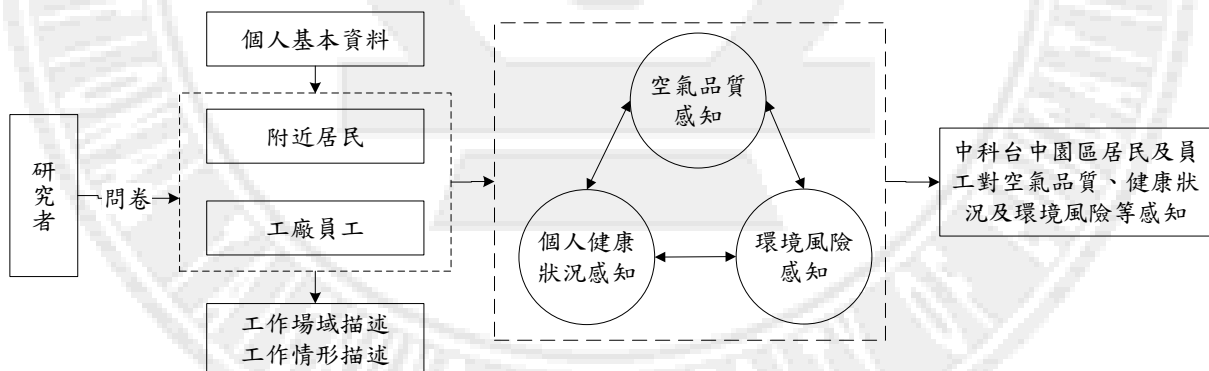 研
究
者
問卷
個人基本資料
附近居民
工廠員工
工作場域描述
工作情形描述
空氣品質
感知
個人健康
狀況感知
環境風險
感知
中科台中園區居民及員
工對空氣品質、健康狀
況及環境風險等感知